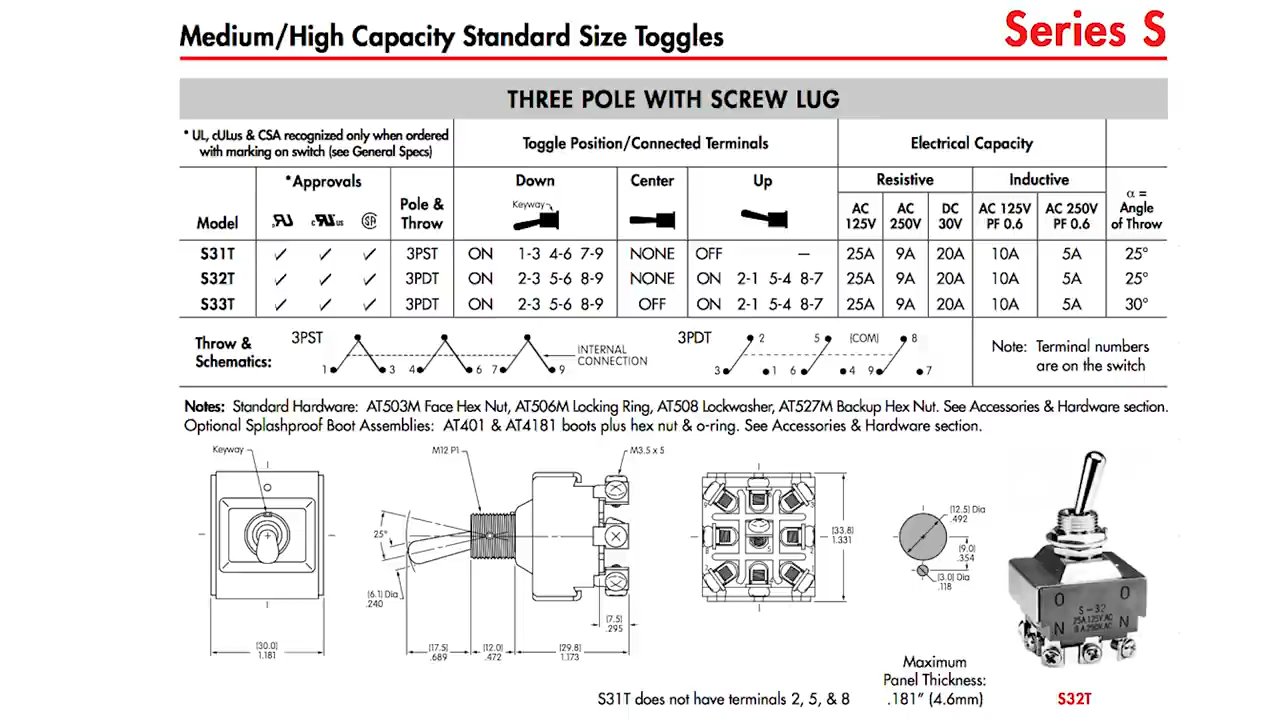 Medium/High Capacity Standard Size Toggles
Series S
THREE POLE WITH SCREW LUG
* UL, cULus & CSA recognized only when ordered
with marking on switch (see General Specs)
Toggle Position/Connected Terminals
Electrical Capacity
*Approvals
Down
Center
Up
Resistive
Inductive
Model
Pole &
Throw
Keyway
AC
125V
AC
250V
DC
30V
AC 125V
PF 0.6
AC 250V
PF 0.6
α =
Angle
of Throw
S31T ✓ ✓ ✓ 3PST ON 1-3 4-6 7-9 NONE OFF — 25A 9A 20A 10A 5A 25°
S32T ✓ ✓ ✓ 3PDT ON 2-3 5-6 8-9 NONE ON 2-1 5-4 8-7 25A 9A 20A 10A 5A 25°
S33T ✓ ✓ ✓ 3PDT ON 2-3 5-6 8-9 OFF ON 2-1 5-4 8-7 25A 9A 20A 10A 5A 30°
Throw &
Schematics:
3PST
1 3 4 6 7 9
INTERNAL
CONNECTION
3PDT
2 5 (COM) 8
3 1 6 4 9 7
Note: Terminal numbers
are on the switch
Notes: Standard Hardware: AT503M Face Hex Nut, AT506M Locking Ring, AT508 Lockwasher, AT527M Backup Hex Nut. See Accessories & Hardware section.
Optional Splashproof Boot Assemblies: AT401 & AT4181 boots plus hex nut & o-ring. See Accessories & Hardware section.
Keyway
M12 P1
M3.5 x 5
25°
(6.1) Dia
.240
(30.0)
1.181
(17.5)
.689
(12.0)
.472
(29.8)
1.173
(7.5)
.295
(33.8)
1.331
(12.5) Dia
.492
(9.0)
.354
(3.0) Dia
.118
O O
S-32
25A 125V AC
9A 250V AC
N N
Maximum
Panel Thickness:
.181” (4.6mm)
S31T does not have terminals 2, 5, & 8
S32T